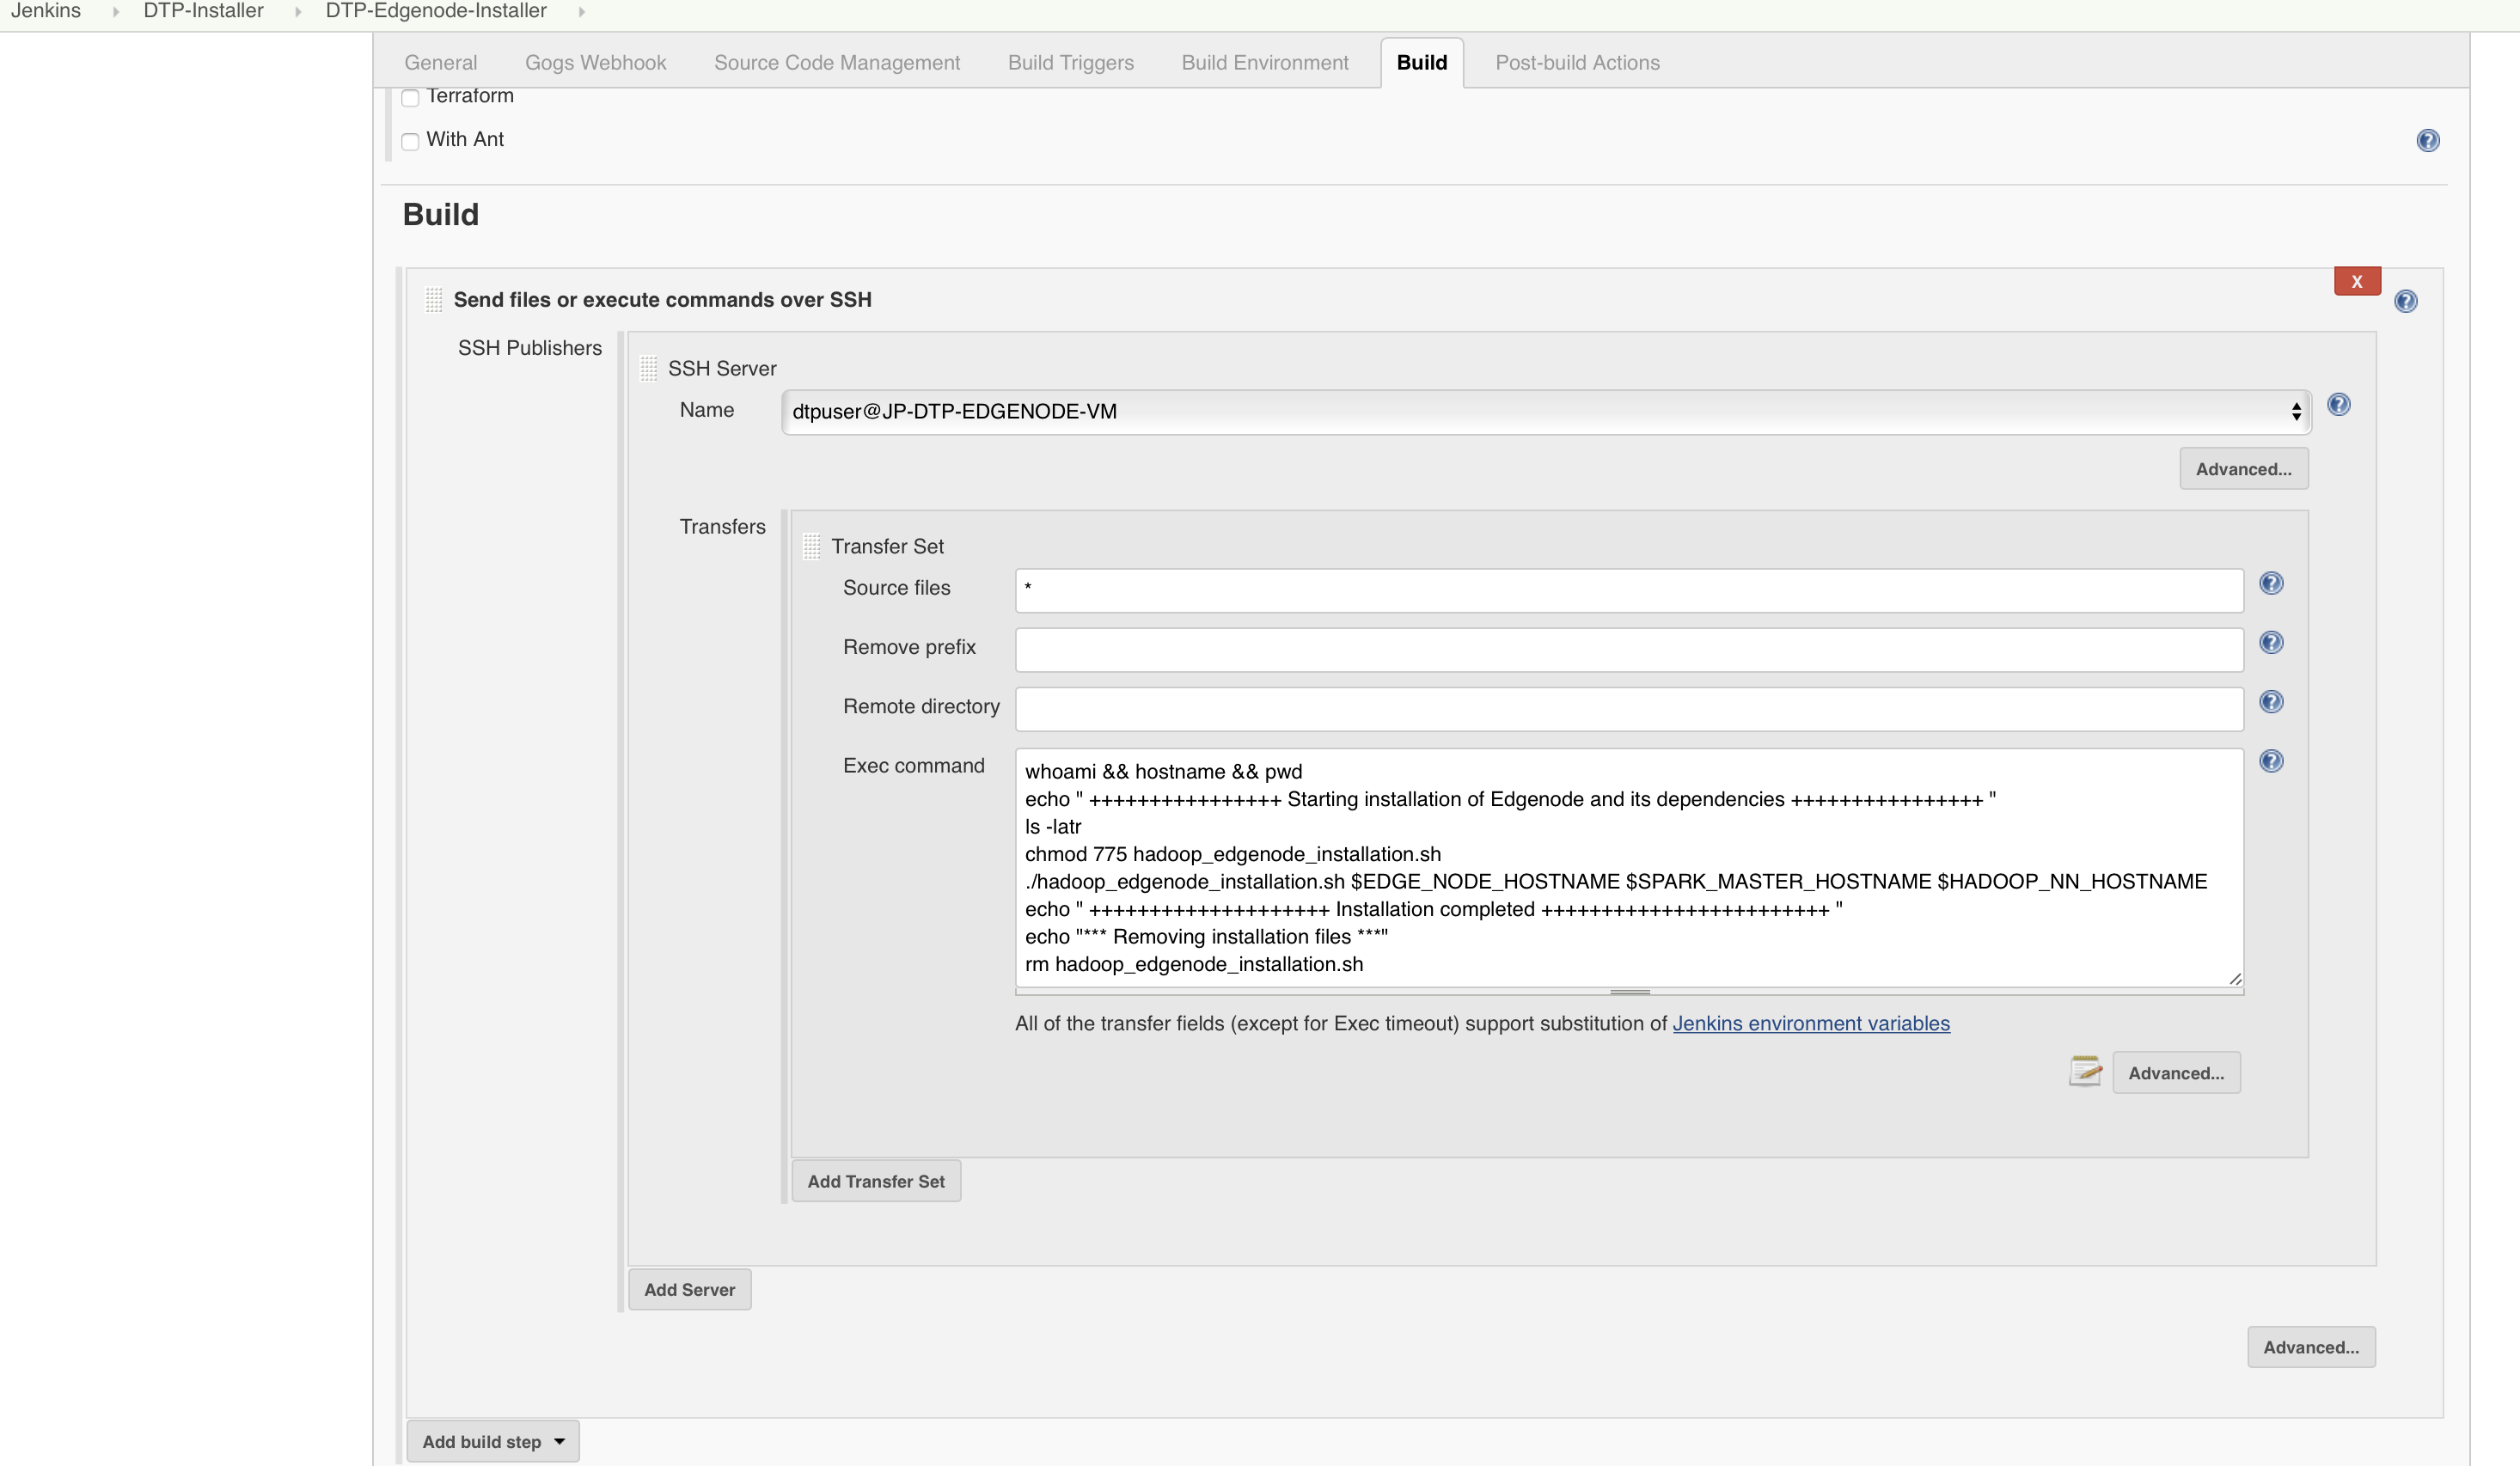 Jenkins DTP-Installer DTP-Edgenode-Installer
General Gogs Webhook Source Code Management Build Triggers Build Environment Build Post-build Actions
Terraform
With Ant
Build
X
Send files or execute commands over SSH
SSH Publishers
SSH Server
Name dtpuser@JP-DTP-EDGENODE-VM
Advanced...
Transfers
Transfer Set
Source files *
Remove prefix
Remote directory
Exec command
whoami && hostname && pwd
echo " ++++++++++++++++ Starting installation of Edgenode and its dependencies ++++++++++++++++ "
ls -latr
chmod 775 hadoop_edgenode_installation.sh
./hadoop_edgenode_installation.sh $EDGE_NODE_HOSTNAME $SPARK_MASTER_HOSTNAME $HADOOP_NN_HOSTNAME
echo " ++++++++++++++++++++ Installation completed ++++++++++++++++++++++++ "
echo "*** Removing installation files ***"
rm hadoop_edgenode_installation.sh
All of the transfer fields (except for Exec timeout) support substitution of Jenkins environment variables
Advanced...
Add Transfer Set
Add Server
Advanced...
Add build step